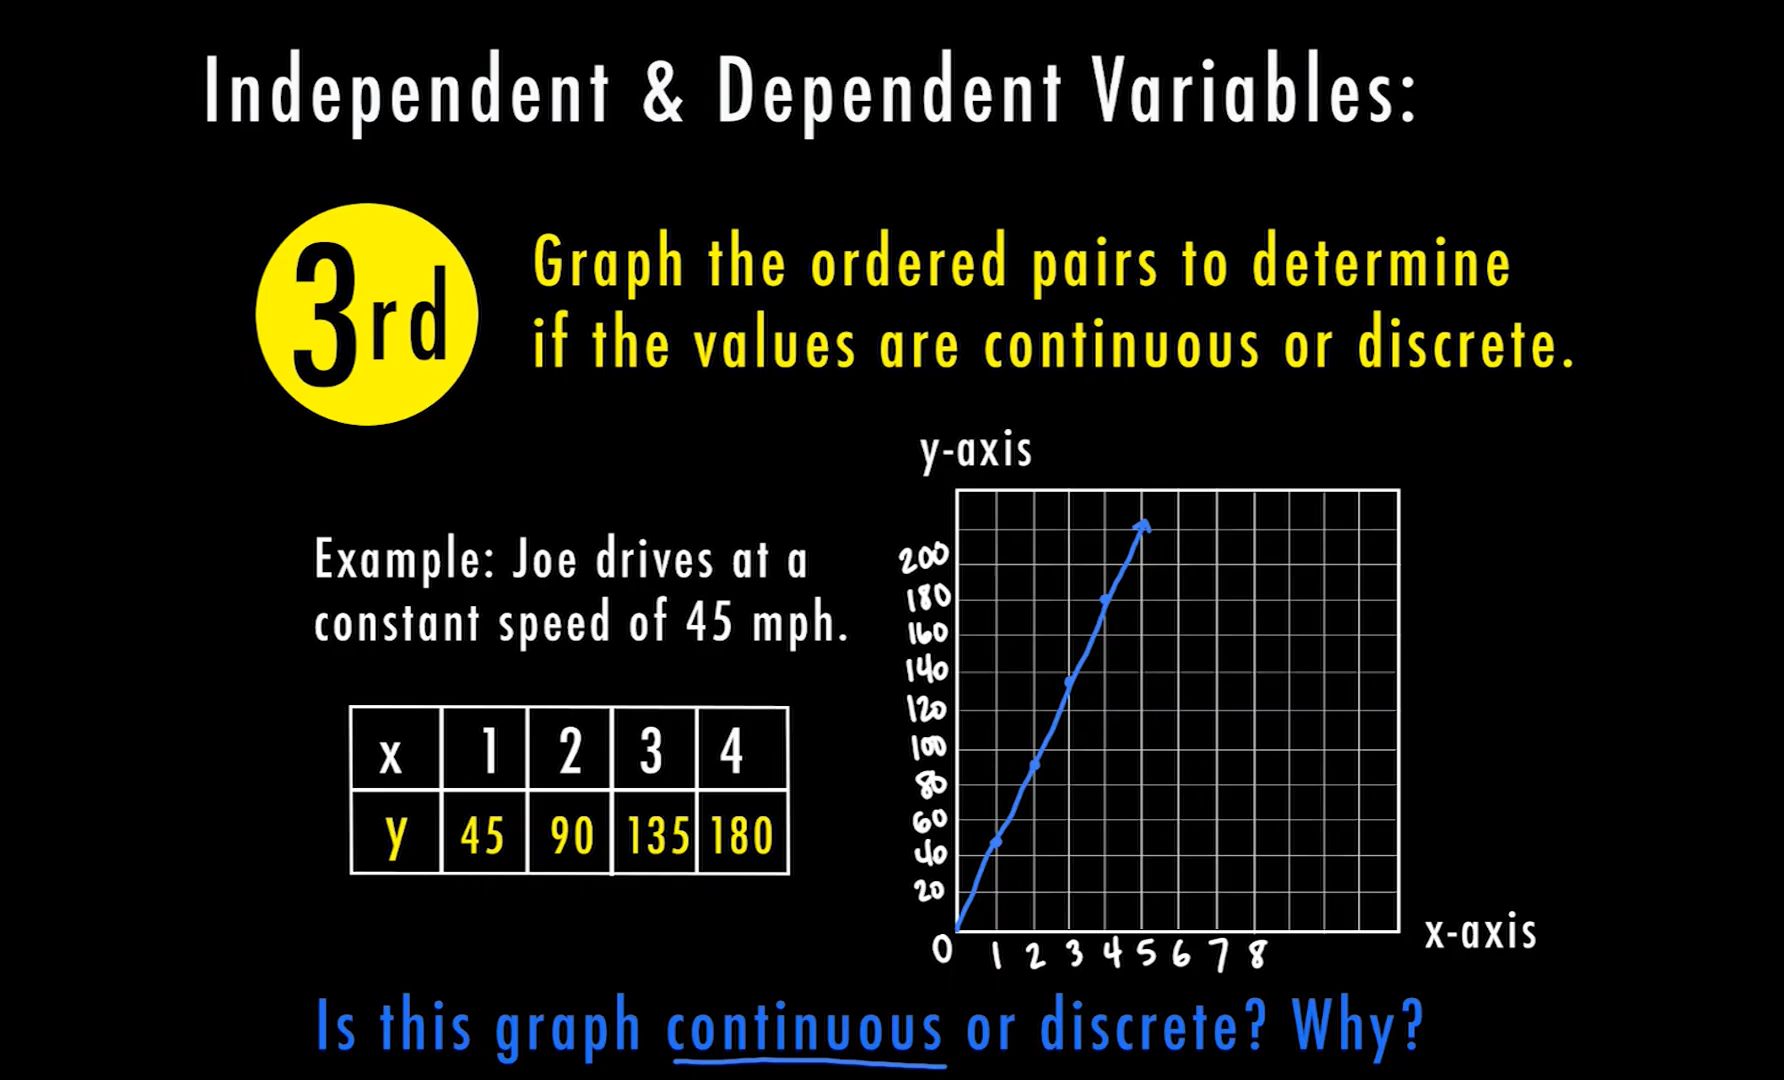 Independent & Dependent Variables:
3rd
Graph the ordered pairs to determine
if the values are continuous or discrete.
Example: Joe drives at a
constant speed of 45 mph.
x 1 2 3 4
y 45 90 135 180
y-axis
200
180
160
140
120
100
80
60
40
20
0 1 2 3 4 5 6 7 8
x-axis
Is this graph continuous or discrete? Why?